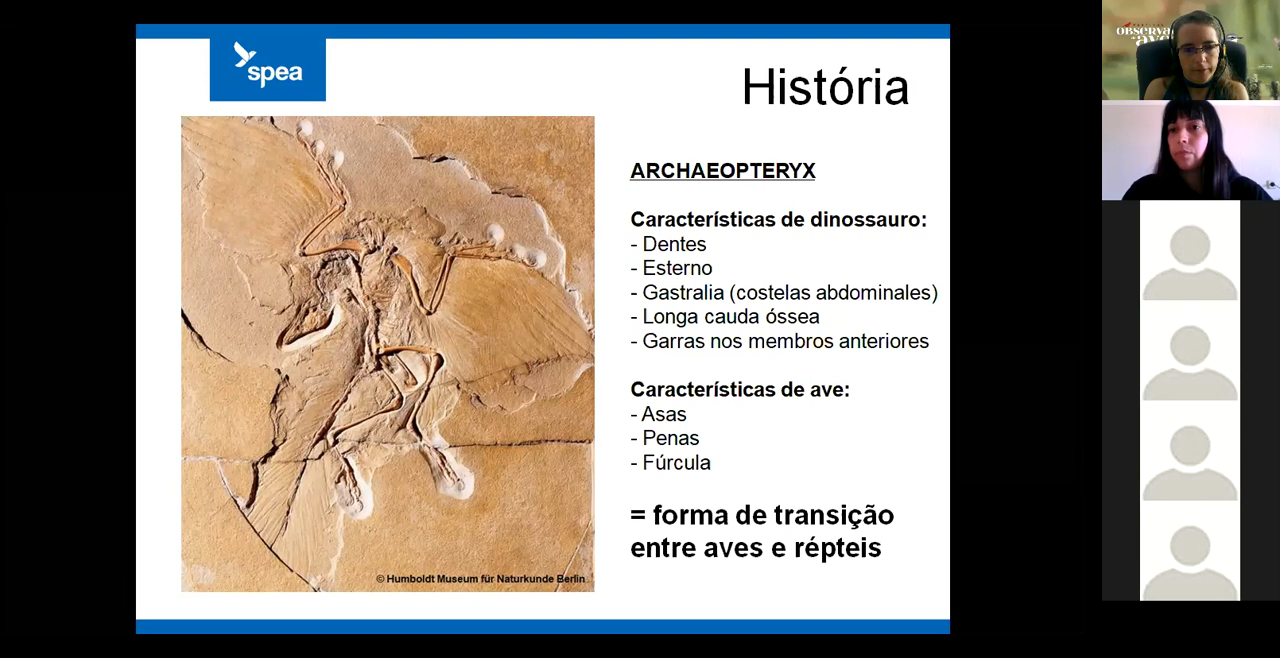 spea
História
ARCHAEOPTERYX
Características de dinossauro:
- Dentes
- Esterno
- Gastralia (costelas abdominales)
- Longa cauda óssea
- Garras nos membros anteriores
Características de ave:
- Asas
- Penas
- Fúrcula
= forma de transição
entre aves e répteis
© Humboldt Museum für Naturkunde Berlin